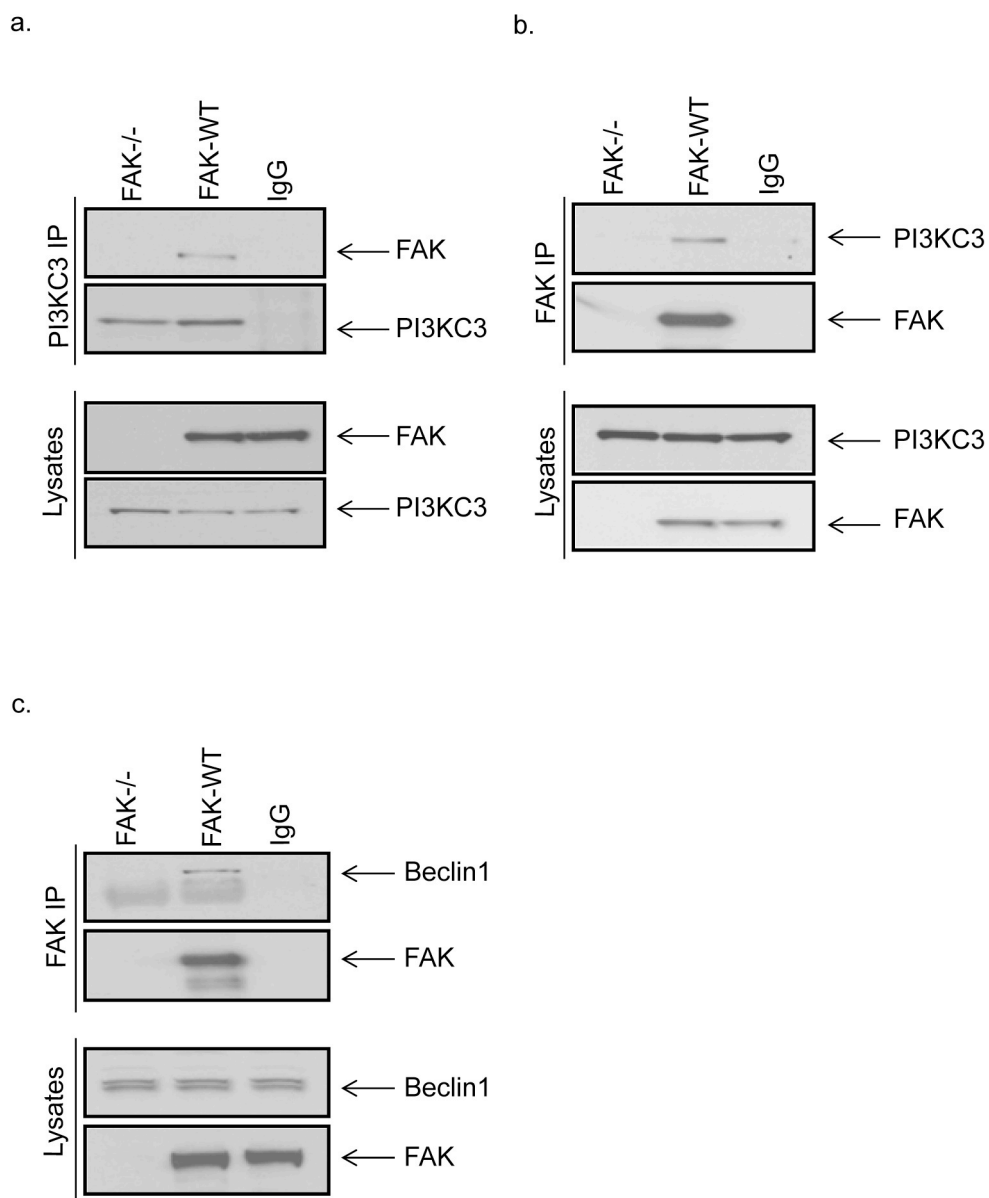 a.
FAK-/-
FAK-WT
IgG
PI3KC3 IP
FAK
PI3KC3
Lysates
FAK
PI3KC3
b.
FAK-/-
FAK-WT
IgG
FAK IP
PI3KC3
FAK
Lysates
PI3KC3
FAK
c.
FAK-/-
FAK-WT
IgG
FAK IP
Beclin1
FAK
Lysates
Beclin1
FAK